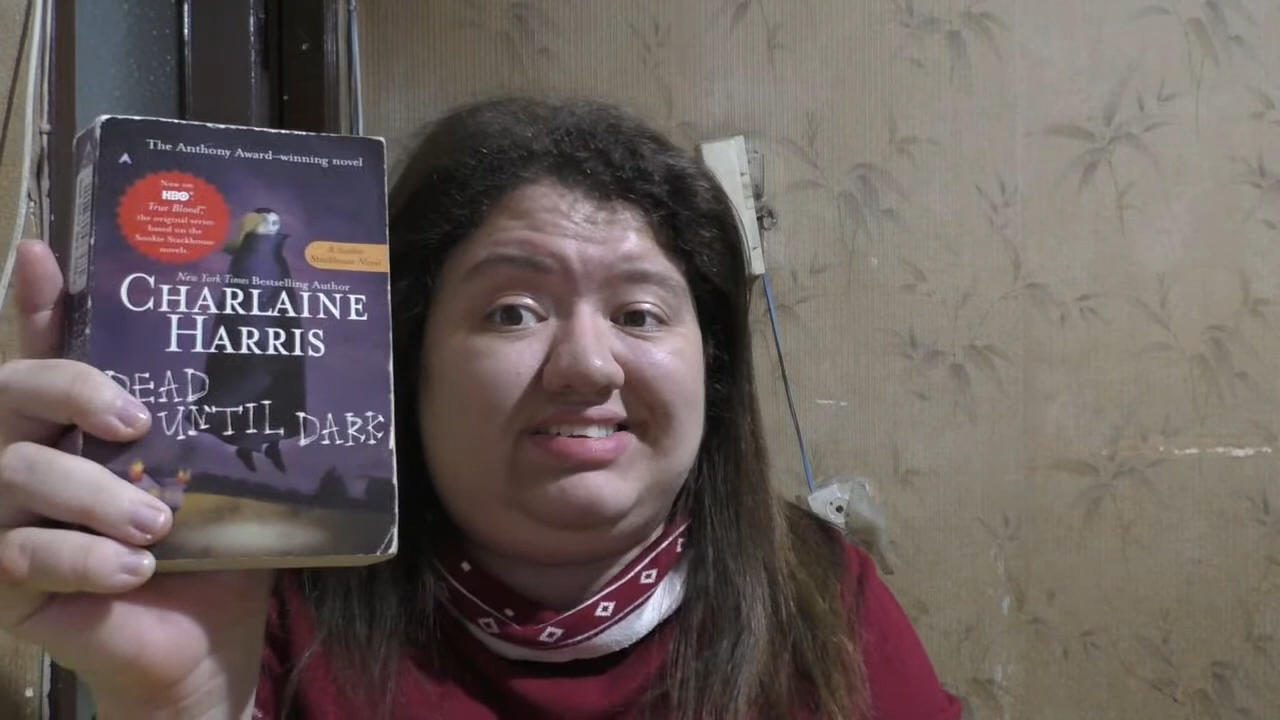 The Anthony Award–winning novel
Now on
HBO®
True Blood,™
the original series
based on the
Sookie Stackhouse
novels.
A Sookie
Stackhouse Novel
New York Times Bestselling Author
CHARLAINE
HARRIS
DEAD
UNTIL DARK